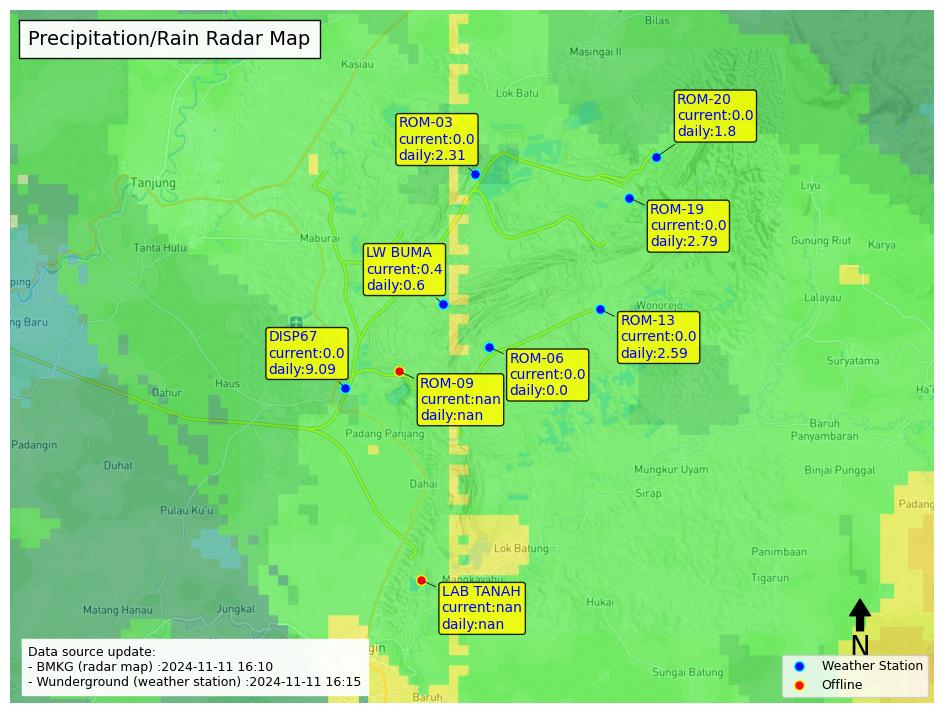 Precipitation/Rain Radar Map
Bilas
Masingai II
Kasiau
Lok Batu
ROM-20
current:0.0
daily:1.8
ROM-03
current:0.0
daily:2.31
Tanjung
Liyu
ROM-19
current:0.0
daily:2.79
Maburai
Tanta Hulu
Gunung Riut
Karya
LW BUMA
current:0.4
daily:0.6
Lalayau
Wonorejo
ROM-13
current:0.0
daily:2.59
ng Baru
DISP67
current:0.0
daily:9.09
ROM-06
current:0.0
daily:0.0
Suryatama
ROM-09
current:nan
daily:nan
Haus
Dahur
Padang Panjang
Baruh
Panyambaran
Padangin
Duhat
Mungkur Uyam
Binjai Punggal
Dahai
Sirap
Padang
Pulau Ku'u
Lok Batung
Panimbaan
Tigarun
Mangkayahu
LAB TANAH
current:nan
daily:nan
Hukai
Matang Hanau
Jungkal
N
Sungai Batung
Baruh
Data source update:
- BMKG (radar map) :2024-11-11 16:10
- Wunderground (weather station) :2024-11-11 16:15
Weather Station
Offline